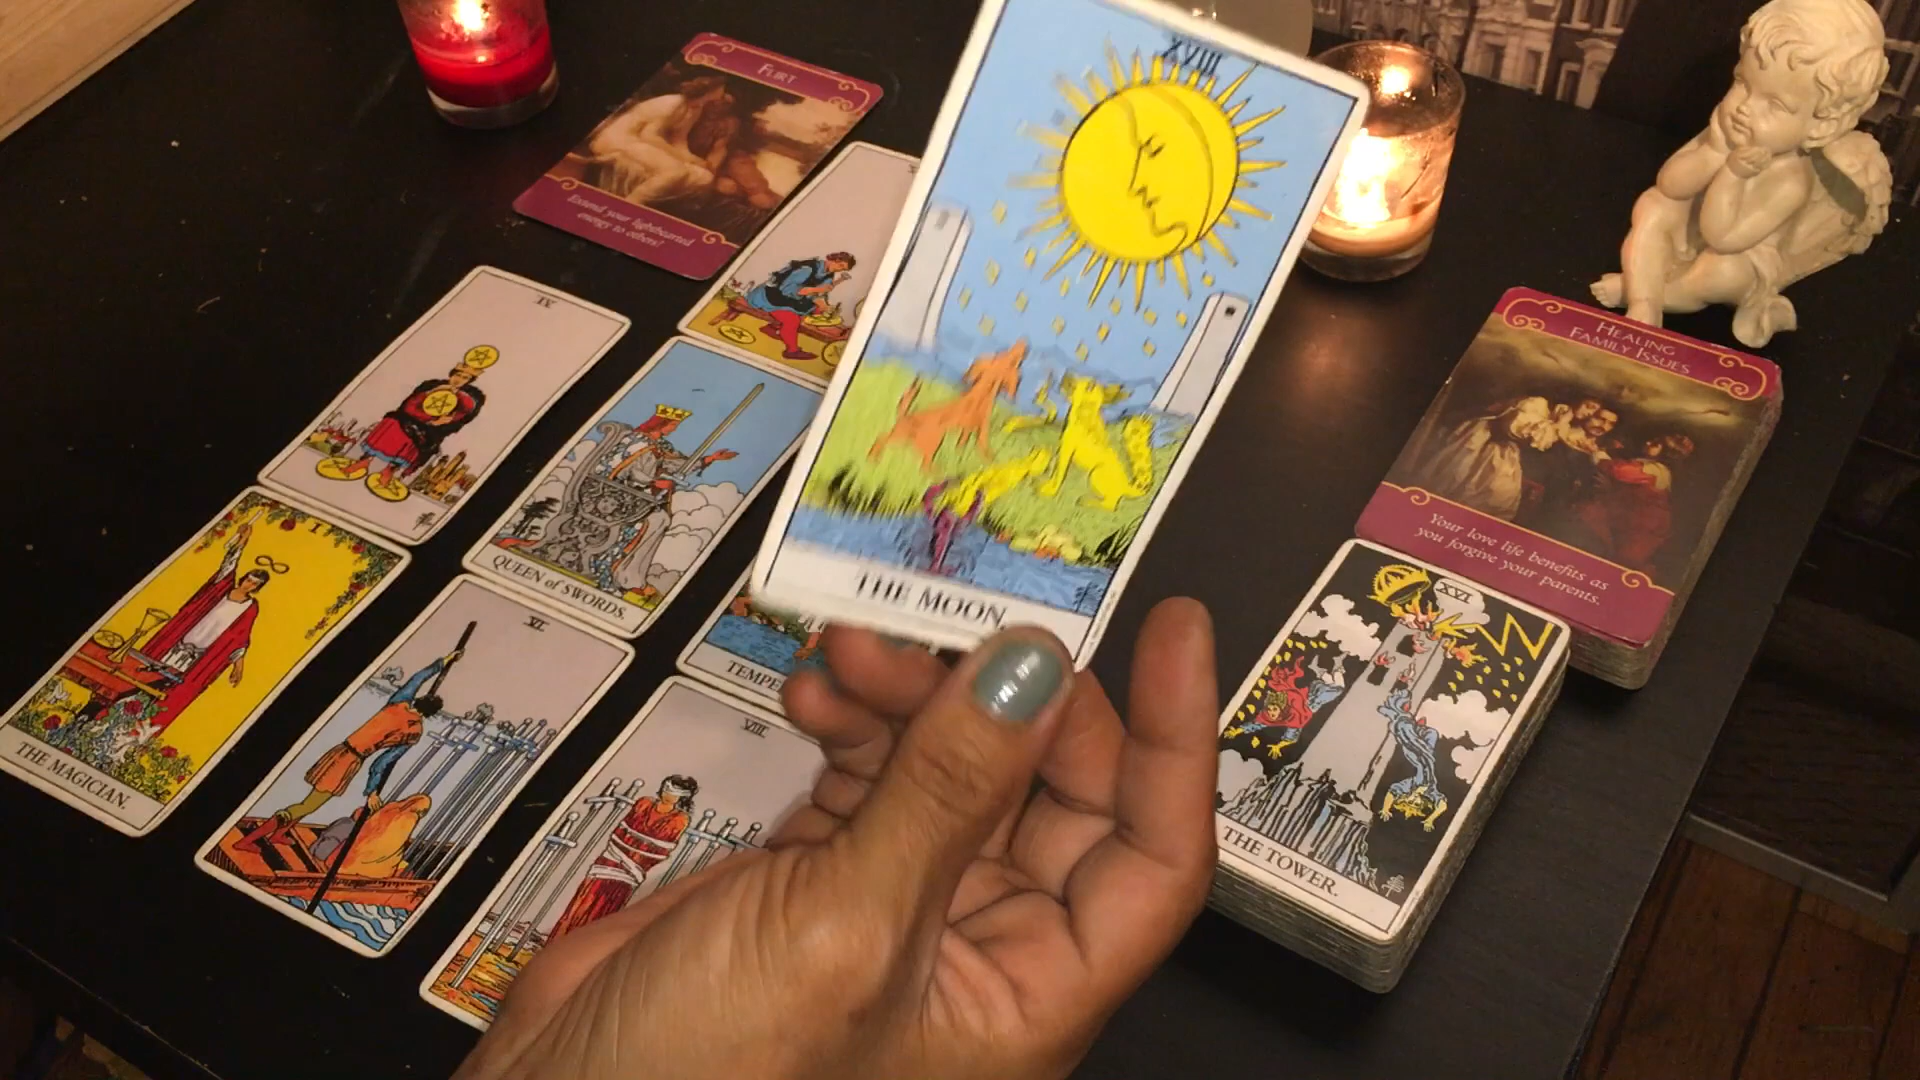 FLIRT
Extend your lighthearted
energy to others!
XVIII
THE MOON.
IV
QUEEN of SWORDS.
I
THE MAGICIAN.
VI.
TEMPE
VIII
HEALING
FAMILY ISSUES
Your love life benefits as
you forgive your parents.
XVI
THE TOWER.